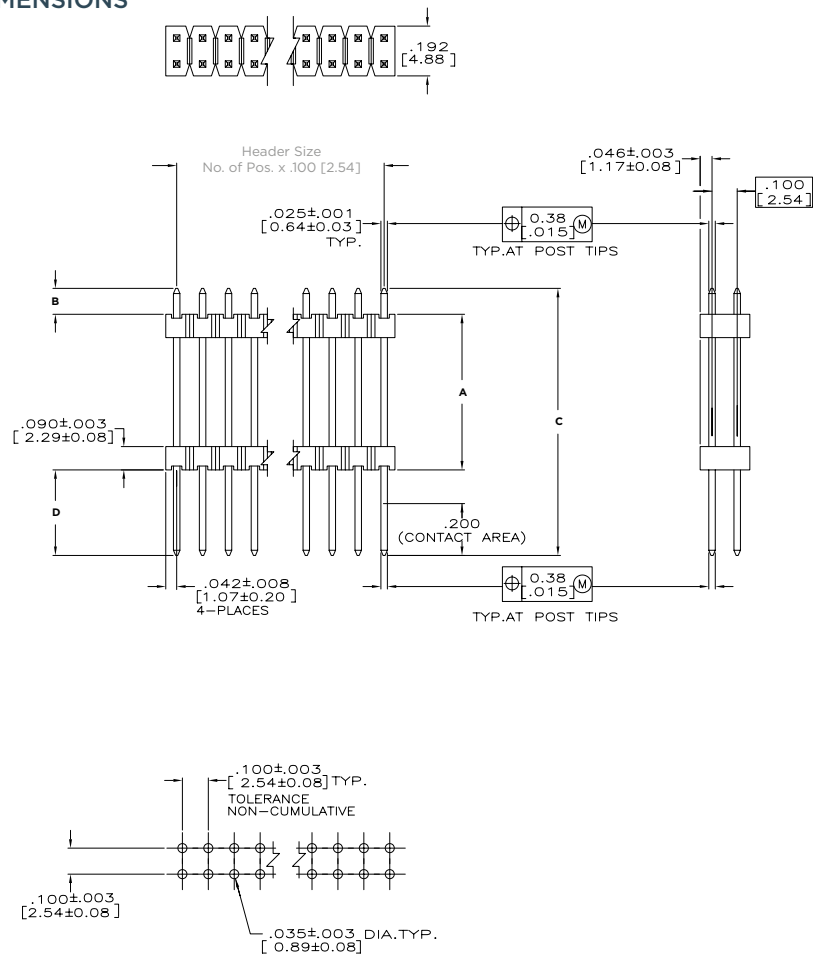 MENSIONS
.192
[4.88 ]
Header Size
No. of Pos. x .100 [2.54]
.046±.003
[1.17±0.08]
.100
[2.54]
.025±.001
[0.64±0.03]
TYP.
0.38
[.015] M
TYP.AT POST TIPS
B
A
C
.090±.003
[ 2.29±0.08]
D
.200
(CONTACT AREA)
.042±.008
[1.07±0.20 ]
4-PLACES
0.38
[.015] M
TYP.AT POST TIPS
.100±.003
[ 2.54±0.08] TYP.
TOLERANCE
NON-CUMULATIVE
.100±.003
[2.54±0.08 ]
.035±.003 DIA.TYP.
[ 0.89±0.08]